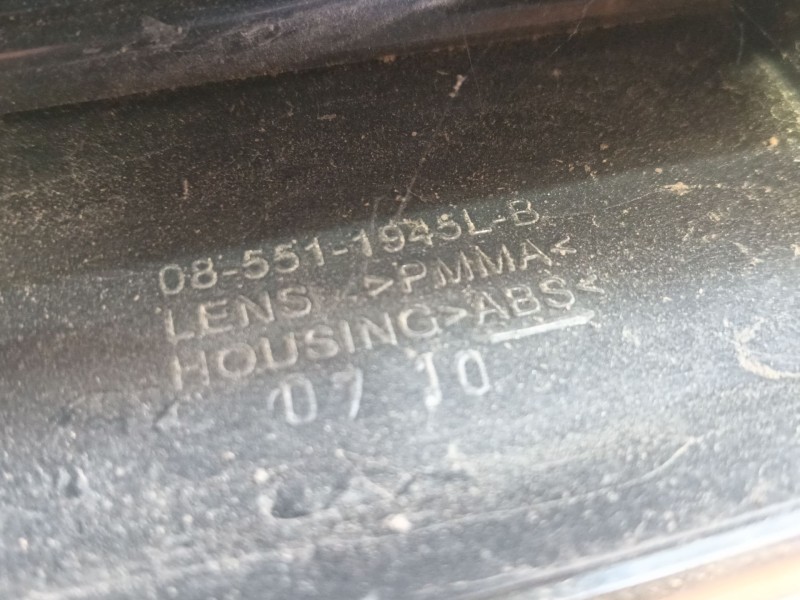 08-551-1945L-B
LENS >PMMA<
HOUSING>ABS<
07 10